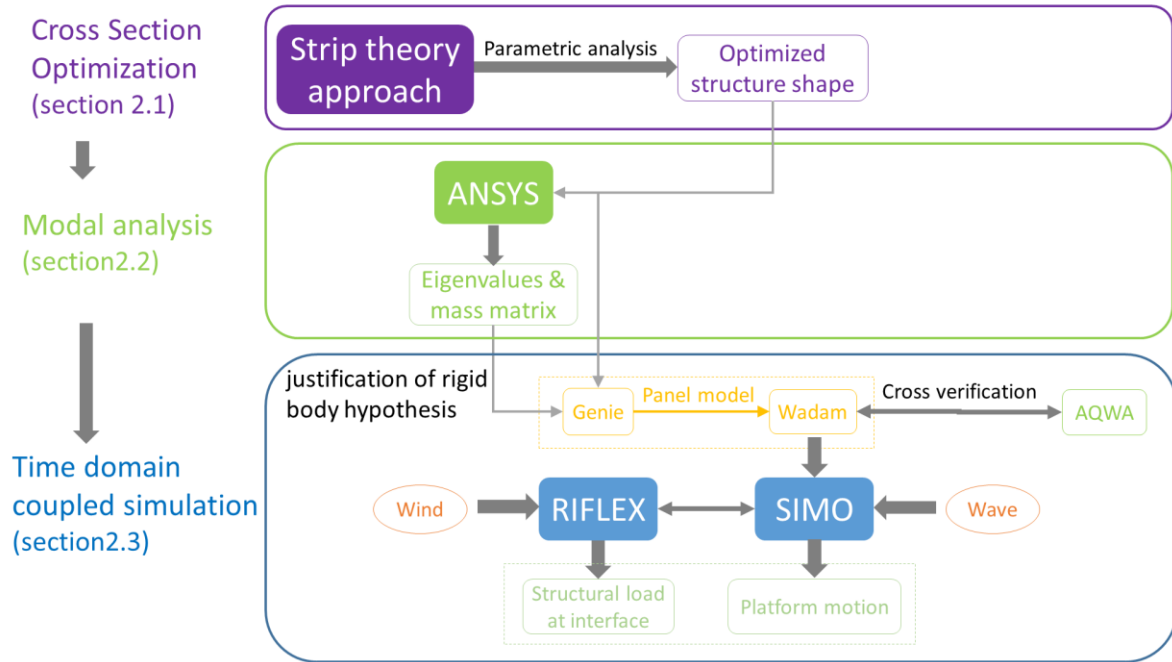 Cross Section
Optimization
(section 2.1)
Strip theory
approach
Parametric analysis
Optimized
structure shape
Modal analysis
(section2.2)
ANSYS
Eigenvalues &
mass matrix
Time domain
coupled simulation
(section2.3)
justification of rigid
body hypothesis
Genie
Panel model
Wadam
Cross verification
AQWA
Wind
RIFLEX
SIMO
Wave
Structural load
at interface
Platform motion